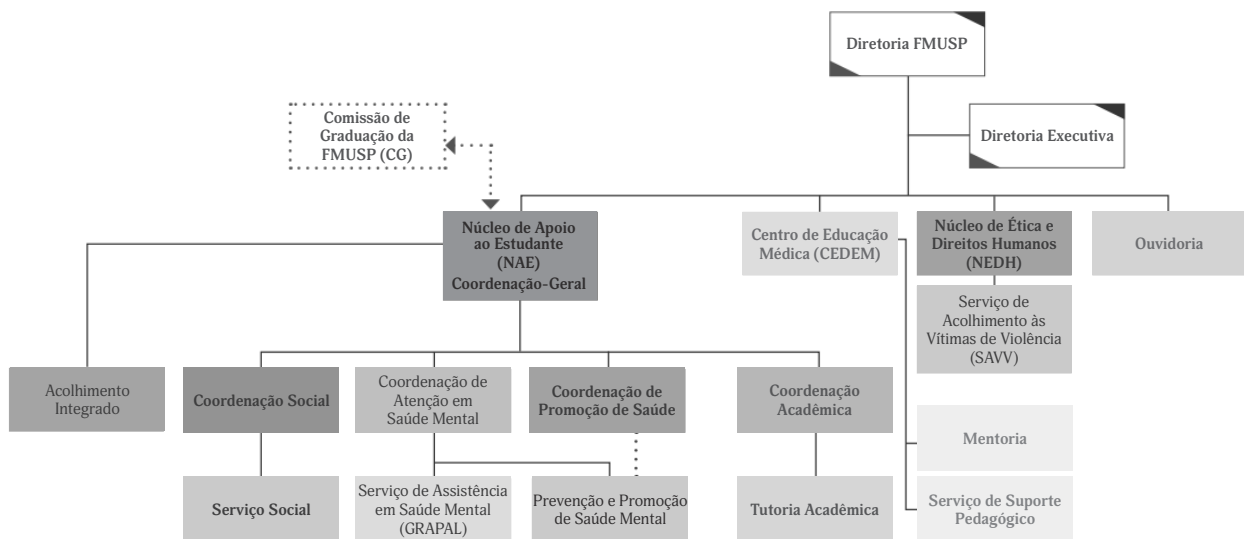 Diretoria FMUSP
Comissão de
Graduação da
FMUSP (CG)
Diretoria Executiva
Núcleo de Apoio
ao Estudante
(NAE)
Coordenação-Geral
Centro de Educação
Médica (CEDEM)
Núcleo de Ética e
Direitos Humanos
(NEDH)
Ouvidoria
Serviço de
Acolhimento às
Vítimas de Violência
(SAVV)
Acolhimento
Integrado
Coordenação Social
Coordenação de
Atenção em
Saúde Mental
Coordenação de
Promoção de Saúde
Coordenação
Acadêmica
Mentoria
Serviço Social
Serviço de Assistência
em Saúde Mental
(GRAPAL)
Prevenção e Promoção
de Saúde Mental
Tutoria Acadêmica
Serviço de Suporte
Pedagógico